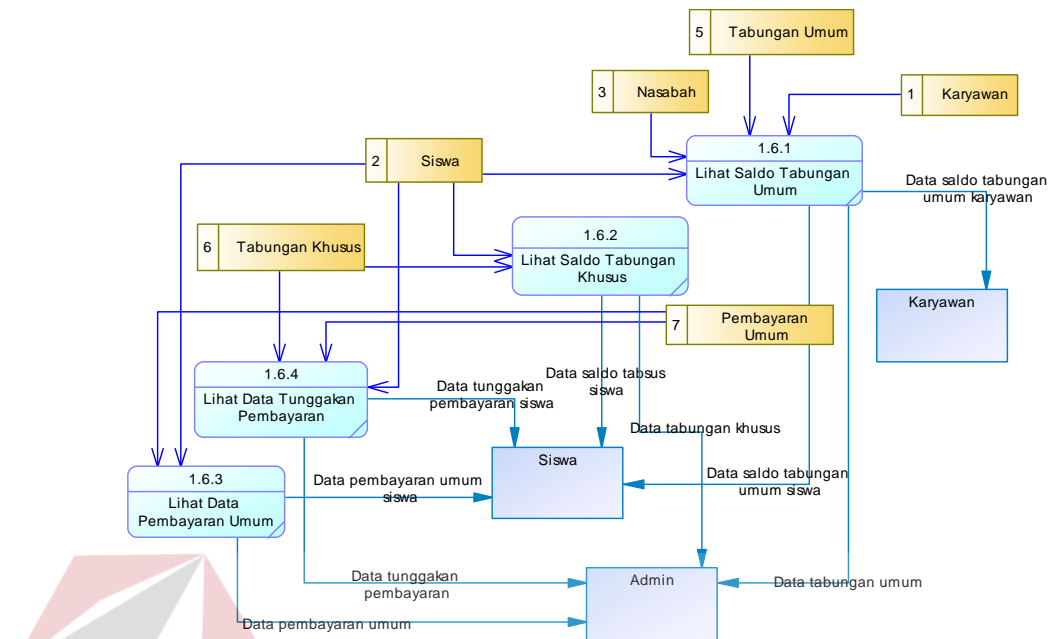 5 Tabungan Umum
3 Nasabah
1 Karyawan
1.6.1
Lihat Saldo Tabungan
Umum
2 Siswa
Data saldo tabungan
umum karyawan
1.6.2
Lihat Saldo Tabungan
Khusus
6 Tabungan Khusus
Karyawan
7 Pembayaran
Umum
1.6.4
Lihat Data Tunggakan
Pembayaran
Data saldo tabsus
siswa
Data tunggakan
pembayaran siswa
Data tabungan khusus
Siswa
1.6.3
Lihat Data
Pembayaran Umum
Data pembayaran umum
siswa
Data saldo tabungan
umum siswa
Admin
Data tunggakan
pembayaran
Data tabungan umum
Data pembayaran umum